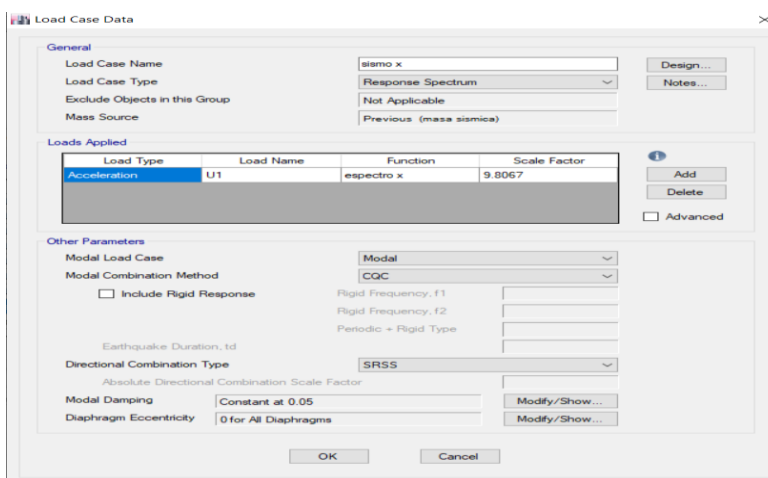 Load Case Data
General
Load Case Name sismo x Design...
Load Case Type Response Spectrum Notes...
Exclude Objects in this Group Not Applicable
Mass Source Previous (masa sismica)
Loads Applied
Load Type Load Name Function Scale Factor
Acceleration U1 espectro x 9.8067 Add
Delete
Advanced
Other Parameters
Modal Load Case Modal
Modal Combination Method CQC
Include Rigid Response Rigid Frequency, f1
Rigid Frequency, f2
Periodic + Rigid Type
Earthquake Duration, td
Directional Combination Type SRSS
Absolute Directional Combination Scale Factor
Modal Damping Constant at 0.05 Modify/Show...
Diaphragm Eccentricity 0 for All Diaphragms Modify/Show...
OK Cancel